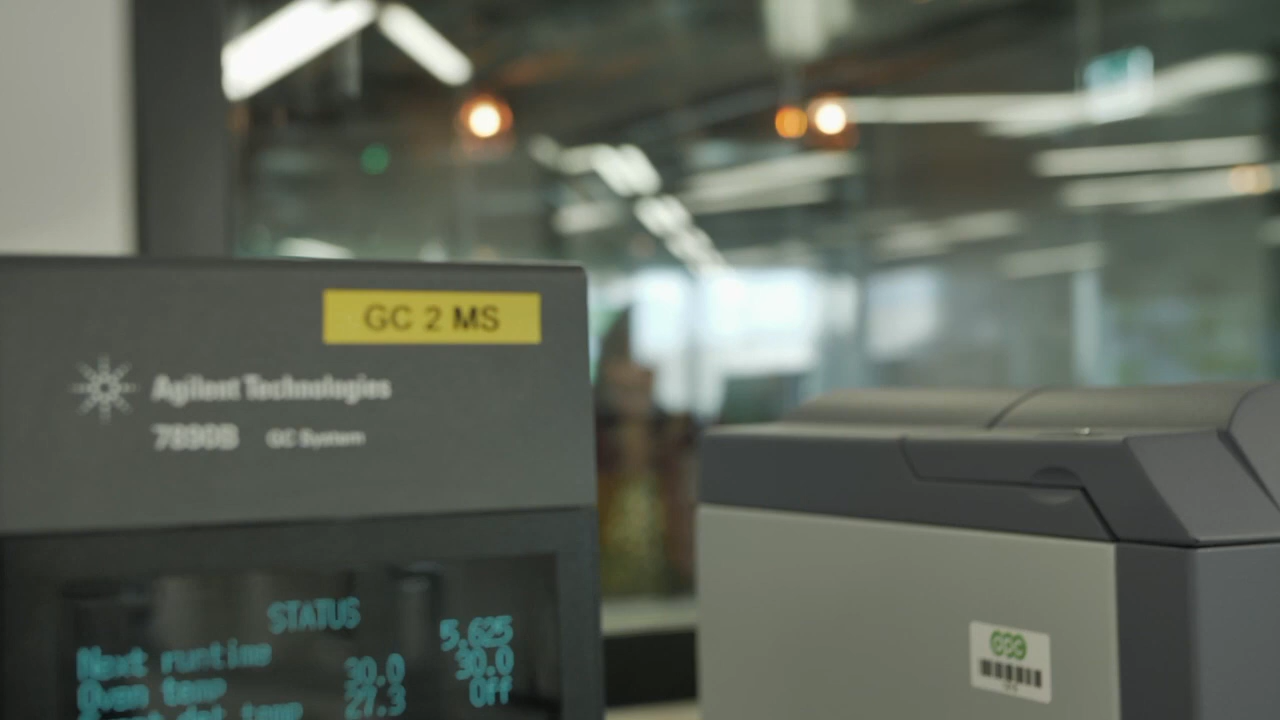 GC 2 MS
Agilent Technologies
7890B GC System
STATUS
Next runtime 5.625
Oven temp 30.0 30.0
27.3 Off